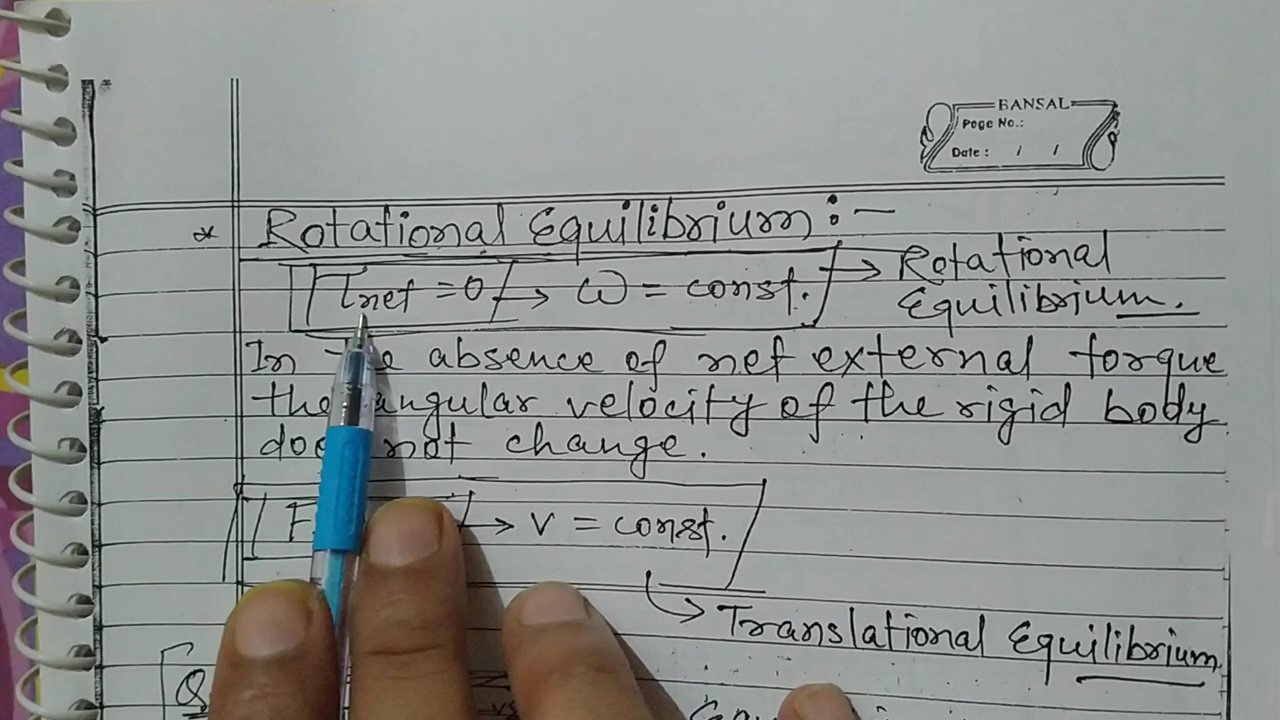 BANSAL
Page No.:
Date : / /
* Rotational Equilibrium :-
τnet = 0 → ω = const. → Rotational
Equilibrium.
In absence of net external torque
the angular velocity of the rigid body
not change.
F → v = const.
→ Translational Equilibrium
Q